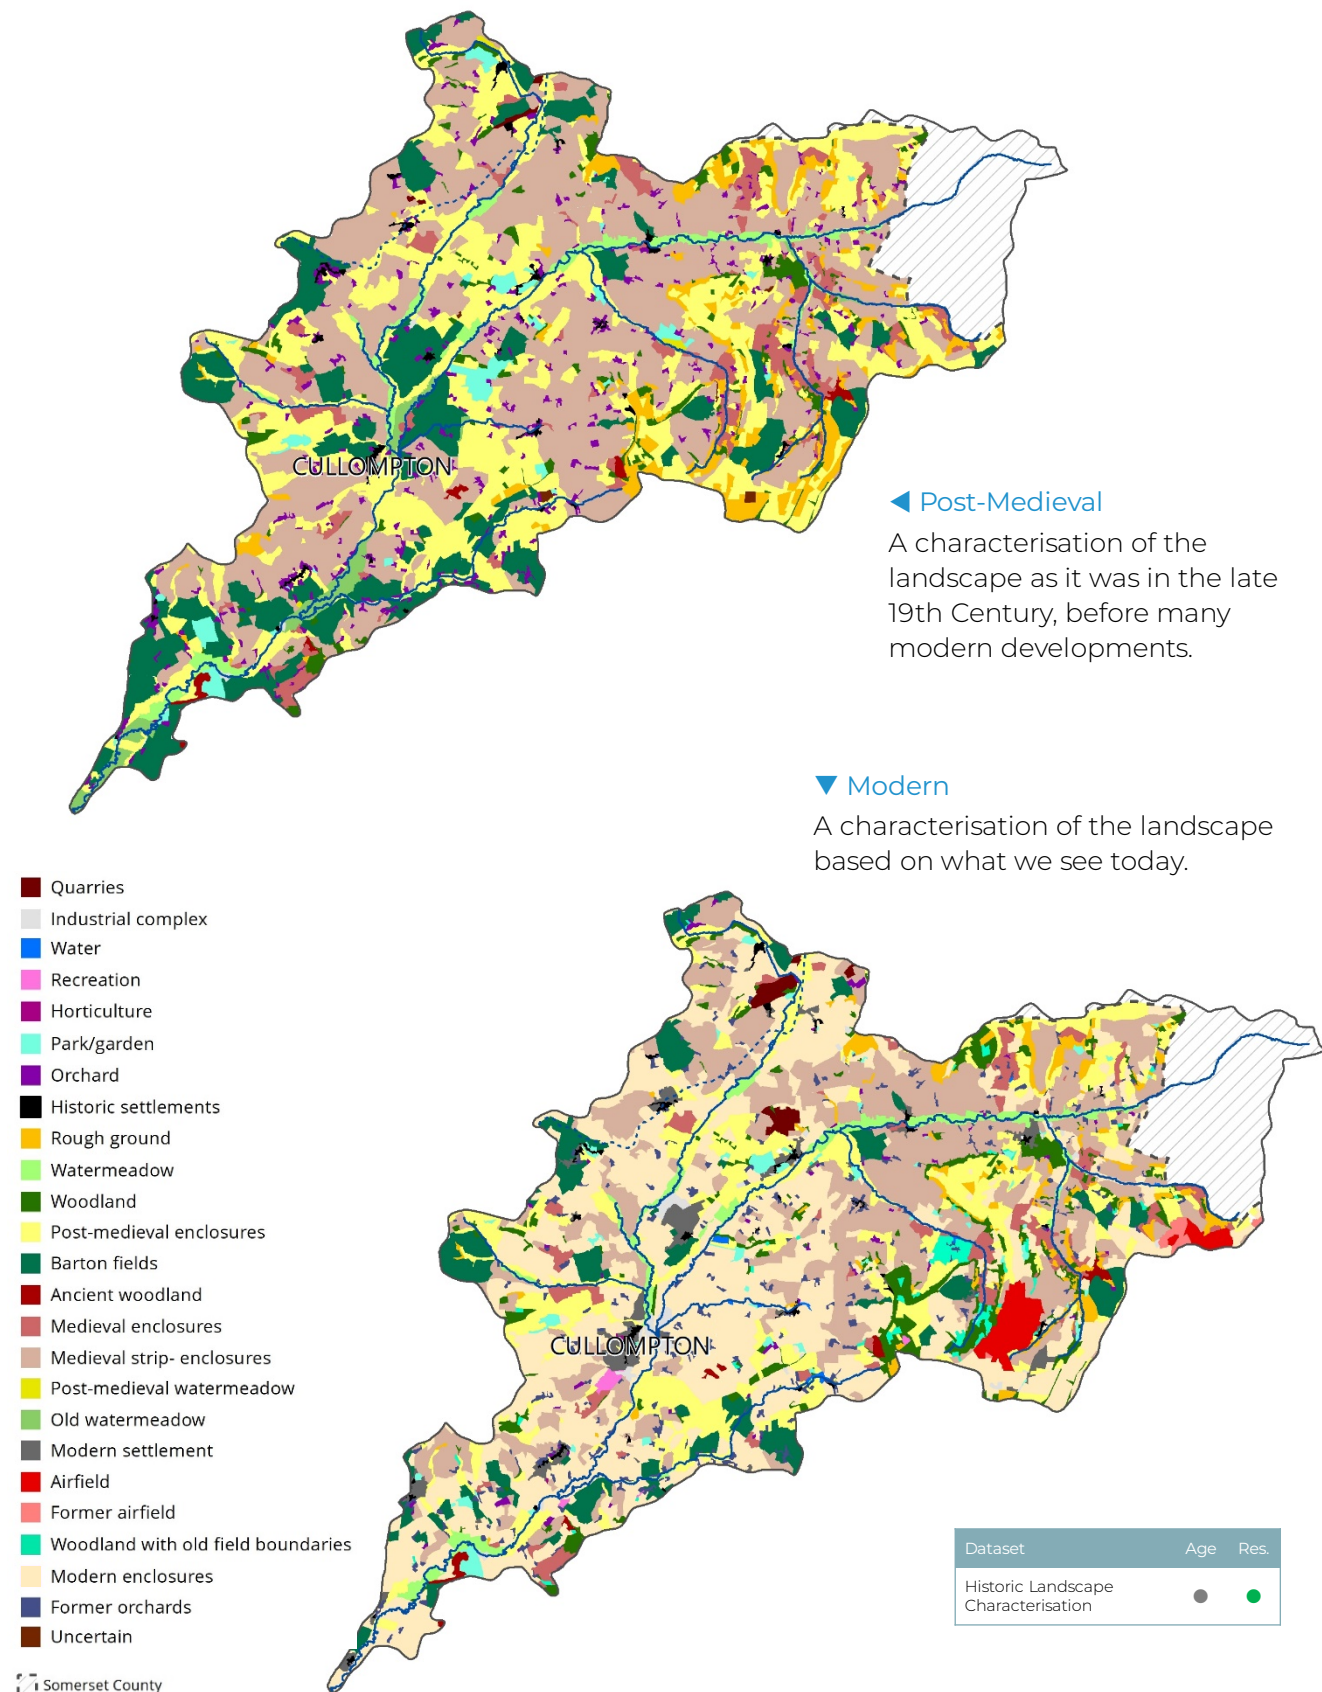 CULLOMPTON
◀ Post-Medieval
A characterisation of the
landscape as it was in the late
19th Century, before many
modern developments.
▼ Modern
A characterisation of the landscape
based on what we see today.
Quarries
Industrial complex
Water
Recreation
Horticulture
Park/garden
Orchard
Historic settlements
Rough ground
Watermeadow
Woodland
Post-medieval enclosures
Barton fields
Ancient woodland
Medieval enclosures
Medieval strip- enclosures
Post-medieval watermeadow
Old watermeadow
Modern settlement
Airfield
Former airfield
Woodland with old field boundaries
Modern enclosures
Former orchards
Uncertain
Somerset County
CULLOMPTON
Dataset Age Res.
Historic Landscape
Characterisation